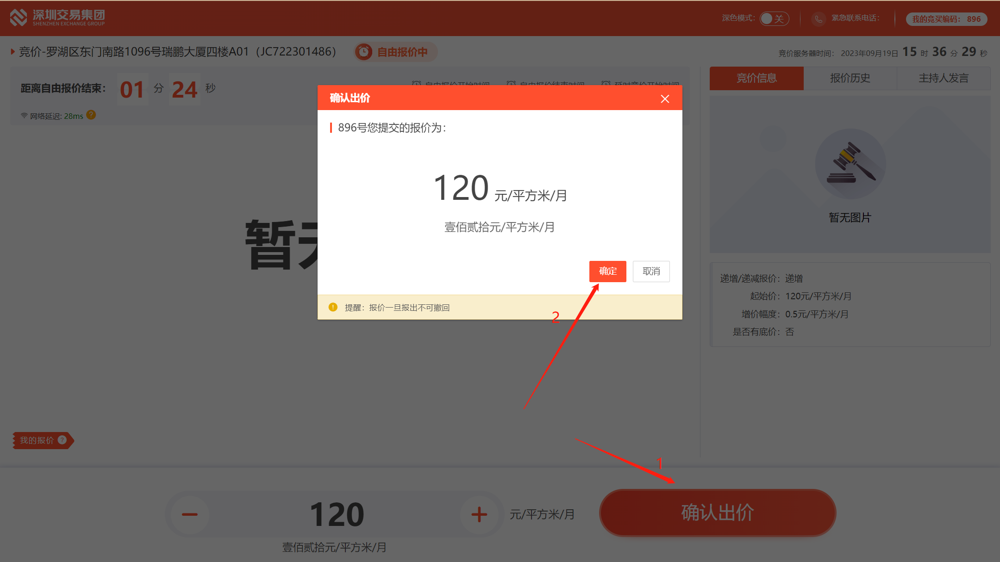 深圳交易集团
SHENZHEN EXCHANGE GROUP
深色模式: 关
紧急联系电话:
我的竞买编码: 896
竞价-罗湖区东门南路1096号瑞鹏大厦四楼A01（JC722301486）
自由报价中
竞价服务器时间: 2023年09月19日 15 时 36 分 29 秒
距离自由报价结束: 01 分 24 秒
自由报价开始时间 自由报价结束时间 延时竞价开始时间
网络延迟: 28ms ?
竞价信息 报价历史 主持人发言
确认出价
896号您提交的报价为:
120 元/平方米/月
壹佰贰拾元/平方米/月
确定 取消
提醒: 报价一旦报出不可撤回
2
暂
暂无图片
递增/递减报价: 递增
起始价: 120元/平方米/月
增价幅度: 0.5元/平方米/月
是否有底价: 否
我的报价 ?
1
120 元/平方米/月
壹佰贰拾元/平方米/月
确认出价